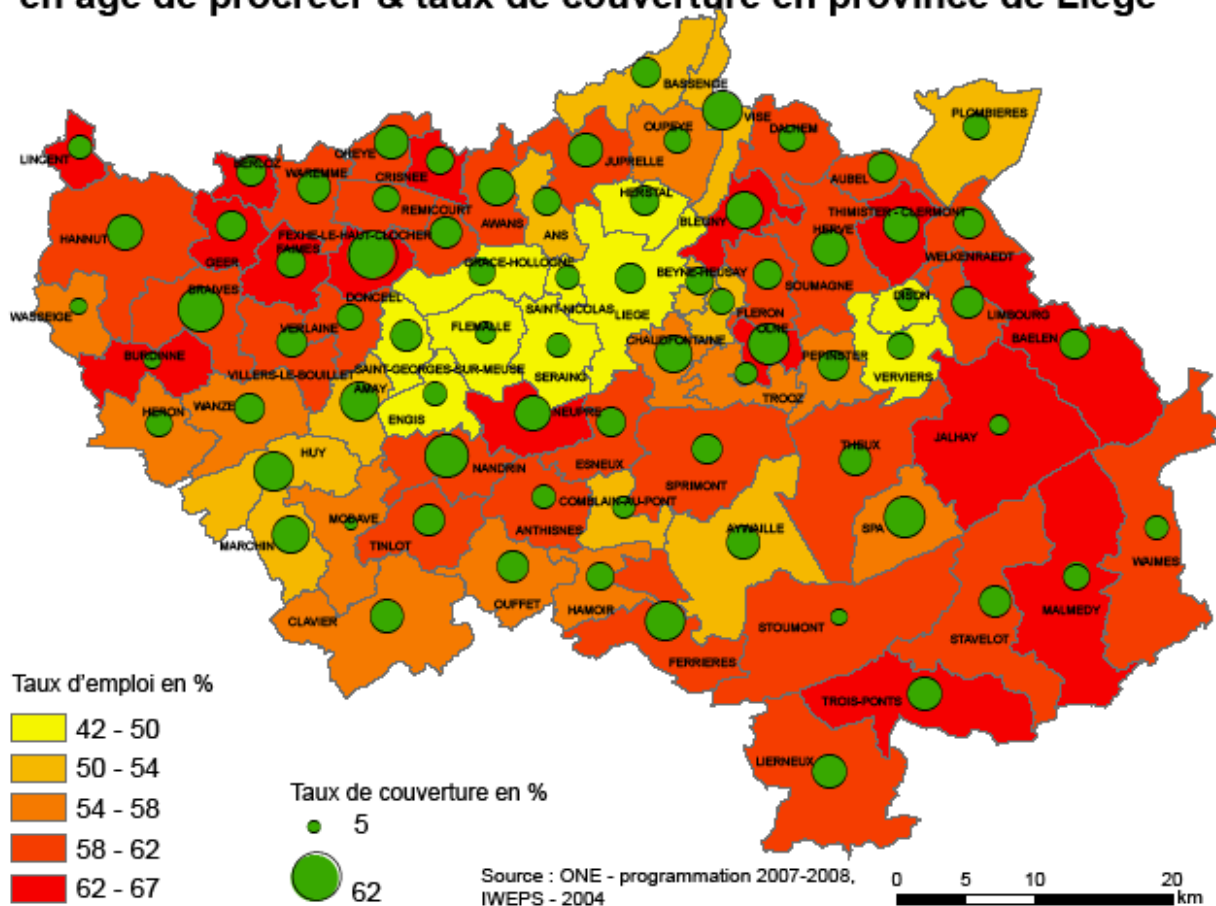 en âge de procréer & taux de couverture en province de Liège
BASSENGE
PLOMBIERES
VISE
OUPEYE
DALHEM
LINCENT
BERLOZ
OREYE
WAREMME
CRISNEE
JUPRELLE
AUBEL
HERSTAL
REMICOURT
AWANS
ANS
BLEGNY
THIMISTER - CLERMONT
HANNUT
GEER
FEXHE-LE-HAUT-CLOCHER
FAIMES
HERVE
WELKENRAEDT
GRACE-HOLLOGNE
BEYNE-HEUSAY
SOUMAGNE
BRAIVES
DONCEEL
SAINT-NICOLAS
LIEGE
FLERON
DISON
LIMBOURG
WASSEIGE
VERLAINE
FLEMALLE
CHAUDFONTAINE
OLNE
BAELEN
BURDINNE
VILLERS-LE-BOUILLET
SAINT-GEORGES-SUR-MEUSE
SERAING
PEPINSTER
VERVIERS
AMAY
TROOZ
HERON
WANZE
ENGIS
NEUPRE
HUY
NANDRIN
ESNEUX
SPRIMONT
THEUX
JALHAY
COMBLAIN-AU-PONT
MODAVE
TINLOT
ANTHISNES
AYWAILLE
SPA
MARCHIN
WAIMES
CLAVIER
OUFFET
HAMOIR
STOUMONT
STAVELOT
MALMEDY
FERRIERES
TROIS-PONTS
LIERNEUX
Taux d'emploi en %
42 - 50
50 - 54
54 - 58
58 - 62
62 - 67
Taux de couverture en %
5
62
Source : ONE - programmation 2007-2008,
IWEPS - 2004
0 5 10 20
km